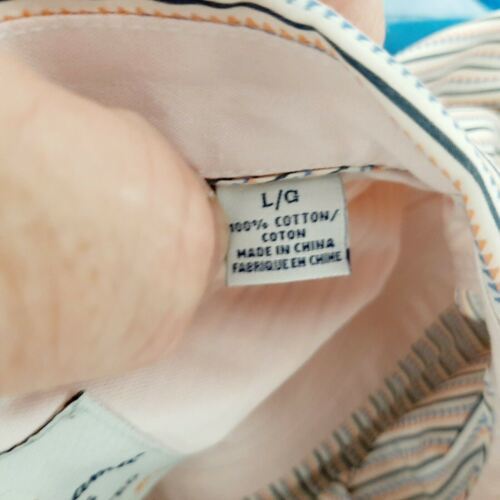 L/G
100% COTTON/
COTON
MADE IN CHINA
FABRIQUE EN CHINE